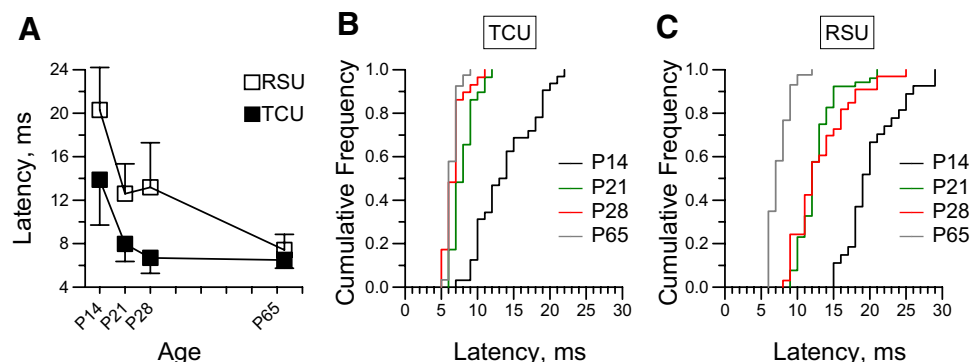 A
Latency, ms
24
20
16
12
8
4
RSU
TCU
P14
P21
P28
P65
Age
B
TCU
Cumulative Frequency
1.0
0.8
0.6
0.4
0.2
0.0
P14
P21
P28
P65
0 5 10 15 20 25 30
Latency, ms
C
RSU
Cumulative Frequency
1.0
0.8
0.6
0.4
0.2
0.0
P14
P21
P28
P65
0 5 10 15 20 25 30
Latency, ms